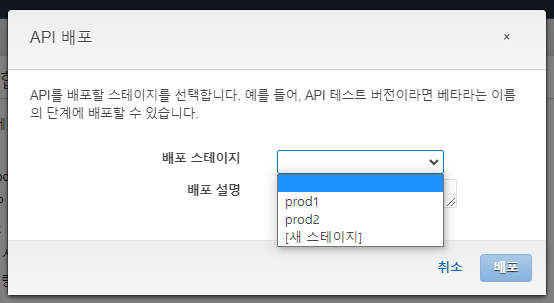 API 배포
×
API를 배포할 스테이지를 선택합니다. 예를 들어, API 테스트 버전이라면 베타라는 이름
의 단계에 배포할 수 있습니다.
배포 스테이지
배포 설명
prod1
prod2
[새 스테이지]
취소
배포